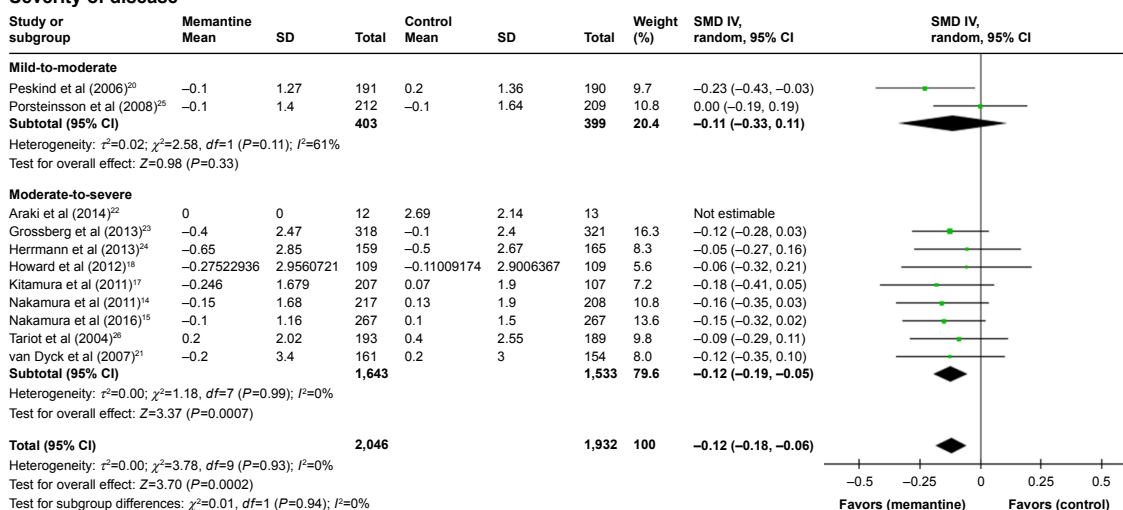 Severity of disease
Study or Memantine Control Weight SMD IV, SMD IV,
subgroup Mean SD Total Mean SD Total (%) random, 95% CI random, 95% CI
Mild-to-moderate
Peskind et al (2006)²⁰ –0.1 1.27 191 0.2 1.36 190 9.7 –0.23 (–0.43, –0.03)
Porsteinsson et al (2008)²⁵ –0.1 1.4 212 –0.1 1.64 209 10.8 0.00 (–0.19, 0.19)
Subtotal (95% CI) 403 399 20.4 –0.11 (–0.33, 0.11)
Heterogeneity: τ²=0.02; χ²=2.58, df=1 (P=0.11); I²=61%
Test for overall effect: Z=0.98 (P=0.33)
Moderate-to-severe
Araki et al (2014)²² 0 0 12 2.69 2.14 13 Not estimable
Grossberg et al (2013)²³ –0.4 2.47 318 –0.1 2.4 321 16.3 –0.12 (–0.28, 0.03)
Herrmann et al (2013)²⁴ –0.65 2.85 159 –0.5 2.67 165 8.3 –0.05 (–0.27, 0.16)
Howard et al (2012)¹⁸ –0.27522936 2.9560721 109 –0.11009174 2.9006367 109 5.6 –0.06 (–0.32, 0.21)
Kitamura et al (2011)¹⁷ –0.246 1.679 207 0.07 1.9 107 7.2 –0.18 (–0.41, 0.05)
Nakamura et al (2011)¹⁴ –0.15 1.68 217 0.13 1.9 208 10.8 –0.16 (–0.35, 0.03)
Nakamura et al (2016)¹⁵ –0.1 1.16 267 0.1 1.5 267 13.6 –0.15 (–0.32, 0.02)
Tariot et al (2004)²⁶ 0.2 2.02 193 0.4 2.55 189 9.8 –0.09 (–0.29, 0.11)
van Dyck et al (2007)²¹ –0.2 3.4 161 0.2 3 154 8.0 –0.12 (–0.35, 0.10)
Subtotal (95% CI) 1,643 1,533 79.6 –0.12 (–0.19, –0.05)
Heterogeneity: τ²=0.00; χ²=1.18, df=7 (P=0.99); I²=0%
Test for overall effect: Z=3.37 (P=0.0007)
Total (95% CI) 2,046 1,932 100 –0.12 (–0.18, –0.06)
Heterogeneity: τ²=0.00; χ²=3.78, df=9 (P=0.93); I²=0%
Test for overall effect: Z=3.70 (P=0.0002)
Test for subgroup differences: χ²=0.01, df=1 (P=0.94); I²=0%
–0.5 –0.25 0 0.25 0.5
Favors (memantine) Favors (control)